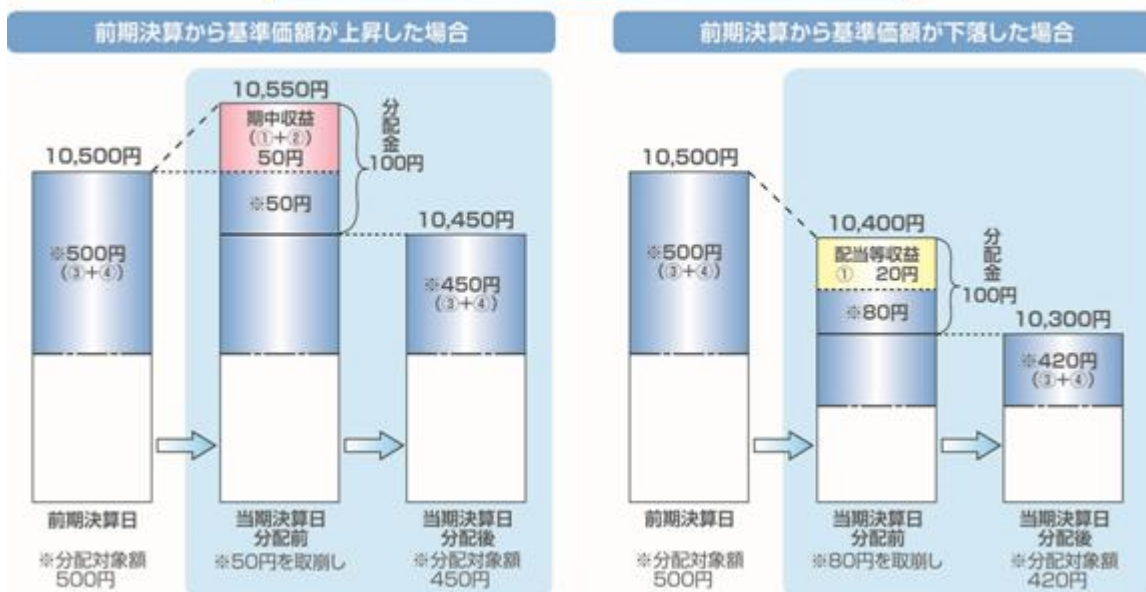 前期決算から基準価額が上昇した場合
10,550円
期中収益
(①+②)
50円
分配金
100円
10,500円
※500円
(③+④)
※50円
10,450円
※450円
(③+④)
前期決算日
当期決算日
分配前
当期決算日
分配後
※分配対象額
500円
※50円を取崩し
※分配対象額
450円
前期決算から基準価額が下落した場合
10,500円
※500円
(③+④)
10,400円
配当等収益
① 20円
分配金
100円
※80円
10,300円
※420円
(③+④)
前期決算日
当期決算日
分配前
当期決算日
分配後
※分配対象額
500円
※80円を取崩し
※分配対象額
420円